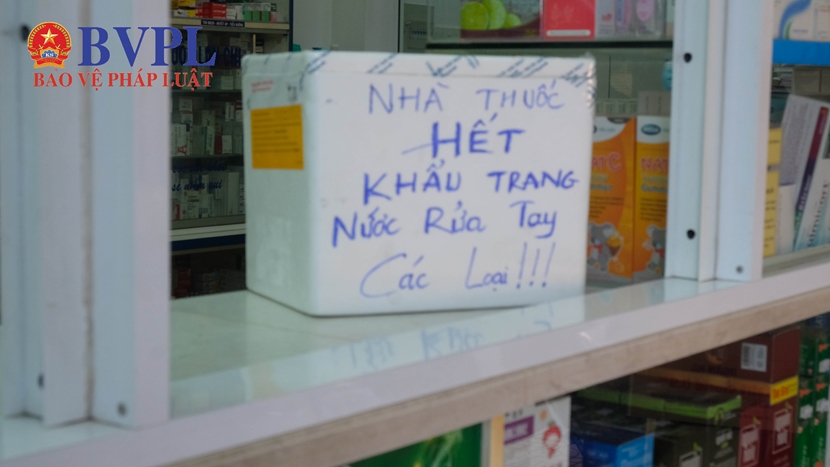 BVPL
BẢO VỆ PHÁP LUẬT
NHÀ THUỐC
HẾT
KHẨU TRANG
NƯỚC RỬA TAY
Các Loại!!!